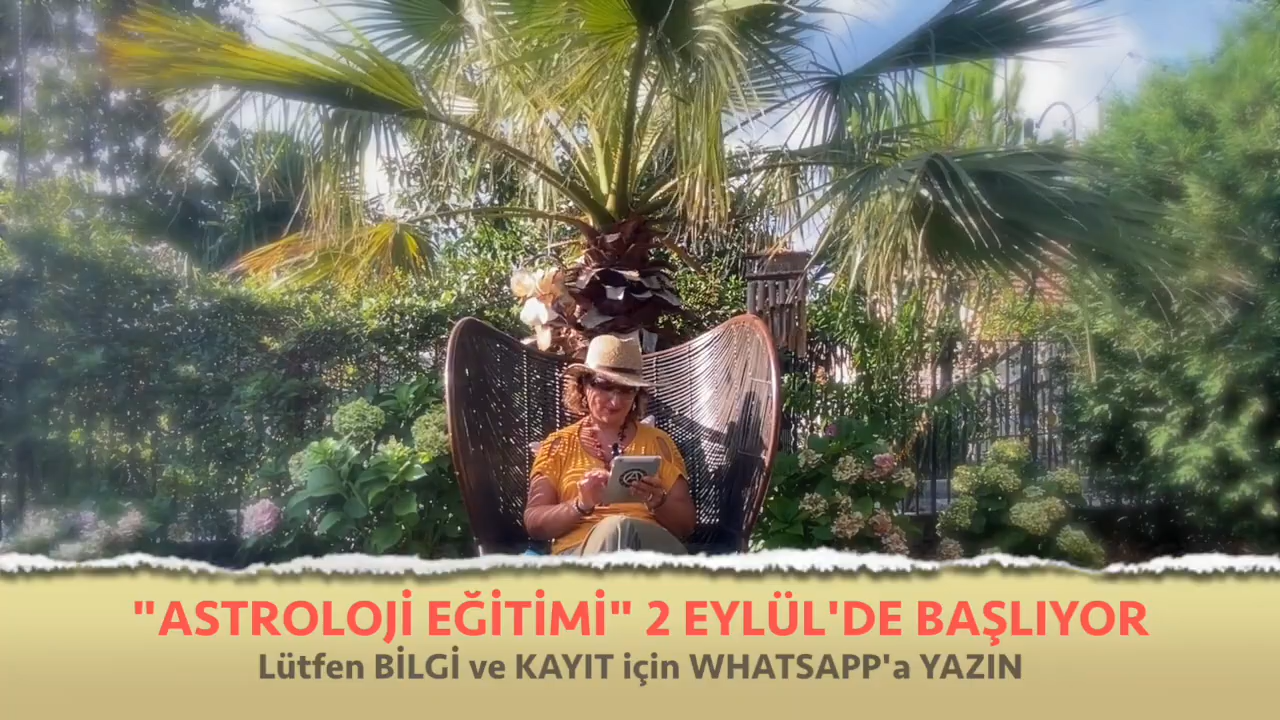 "ASTROLOJİ EĞİTİMİ" 2 EYLÜL'DE BAŞLIYOR
Lütfen BİLGİ ve KAYIT için WHATSAPP'a YAZIN